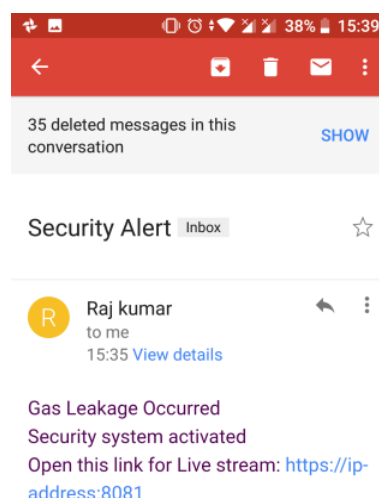 38% 15:39
35 deleted messages in this
conversation
SHOW
Security Alert Inbox
R
Raj kumar
to me
15:35 View details
Gas Leakage Occurred
Security system activated
Open this link for Live stream: https://ip-
address:8081